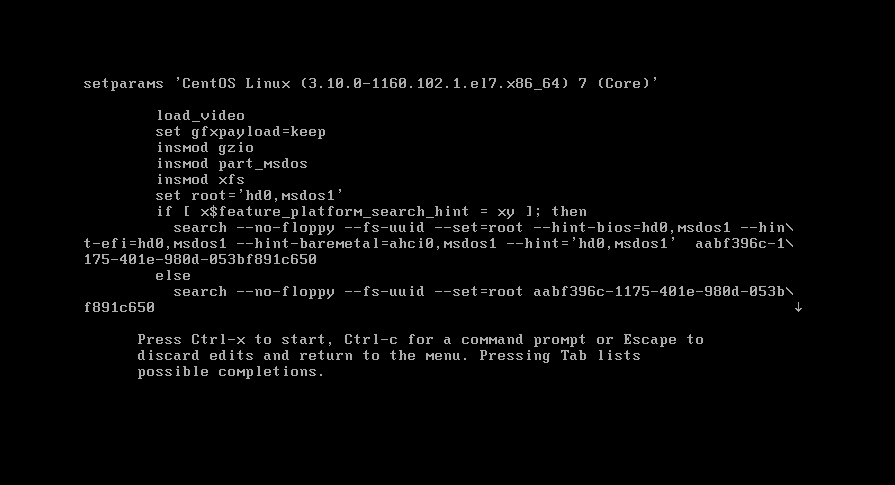 setparams 'CentOS Linux (3.10.0-1160.102.1.el7.x86_64) 7 (Core)'
load_video
set gfxpayload=keep
insmod gzio
insmod part_msdos
insmod xfs
set root='hd0,msdos1'
if [ x$feature_platform_search_hint = xy ]; then
search --no-floppy --fs-uuid --set=root --hint-bios=hd0,msdos1 --hin\
t-efi=hd0,msdos1 --hint-baremetal=ahci0,msdos1 --hint='hd0,msdos1'  aabf396c-1\
175-401e-980d-053bf891c650
else
search --no-floppy --fs-uuid --set=root aabf396c-1175-401e-980d-053b\
f891c650 ↓
Press Ctrl-x to start, Ctrl-c for a command prompt or Escape to
discard edits and return to the menu. Pressing Tab lists
possible completions.